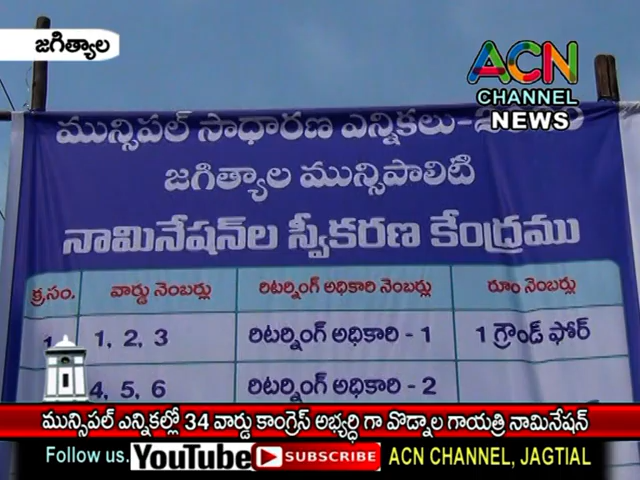 జగిత్యాల
ACN
CHANNEL
NEWS
మున్సిపల్ సాధారణ ఎన్నికలు-
జగిత్యాల మున్సిపాలిటి
నామినేషన్‌ల స్వీకరణ కేంద్రము
క్ర.సం. వార్డు నెంబర్లు రిటర్నింగ్ అధికారి నెంబర్లు రూం నెంబర్లు
1 1, 2, 3 రిటర్నింగ్ అధికారి - 1 1 గ్రౌండ్ ఫోర్
4, 5, 6 రిటర్నింగ్ అధికారి - 2
మున్సిపల్ ఎన్నికల్లో 34 వార్డు కాంగ్రెస్ అభ్యర్థి గా వొడ్నాల గాయత్రి నామినేషన్
Follow us. YouTube SUBSCRIBE ACN CHANNEL, JAGTIAL